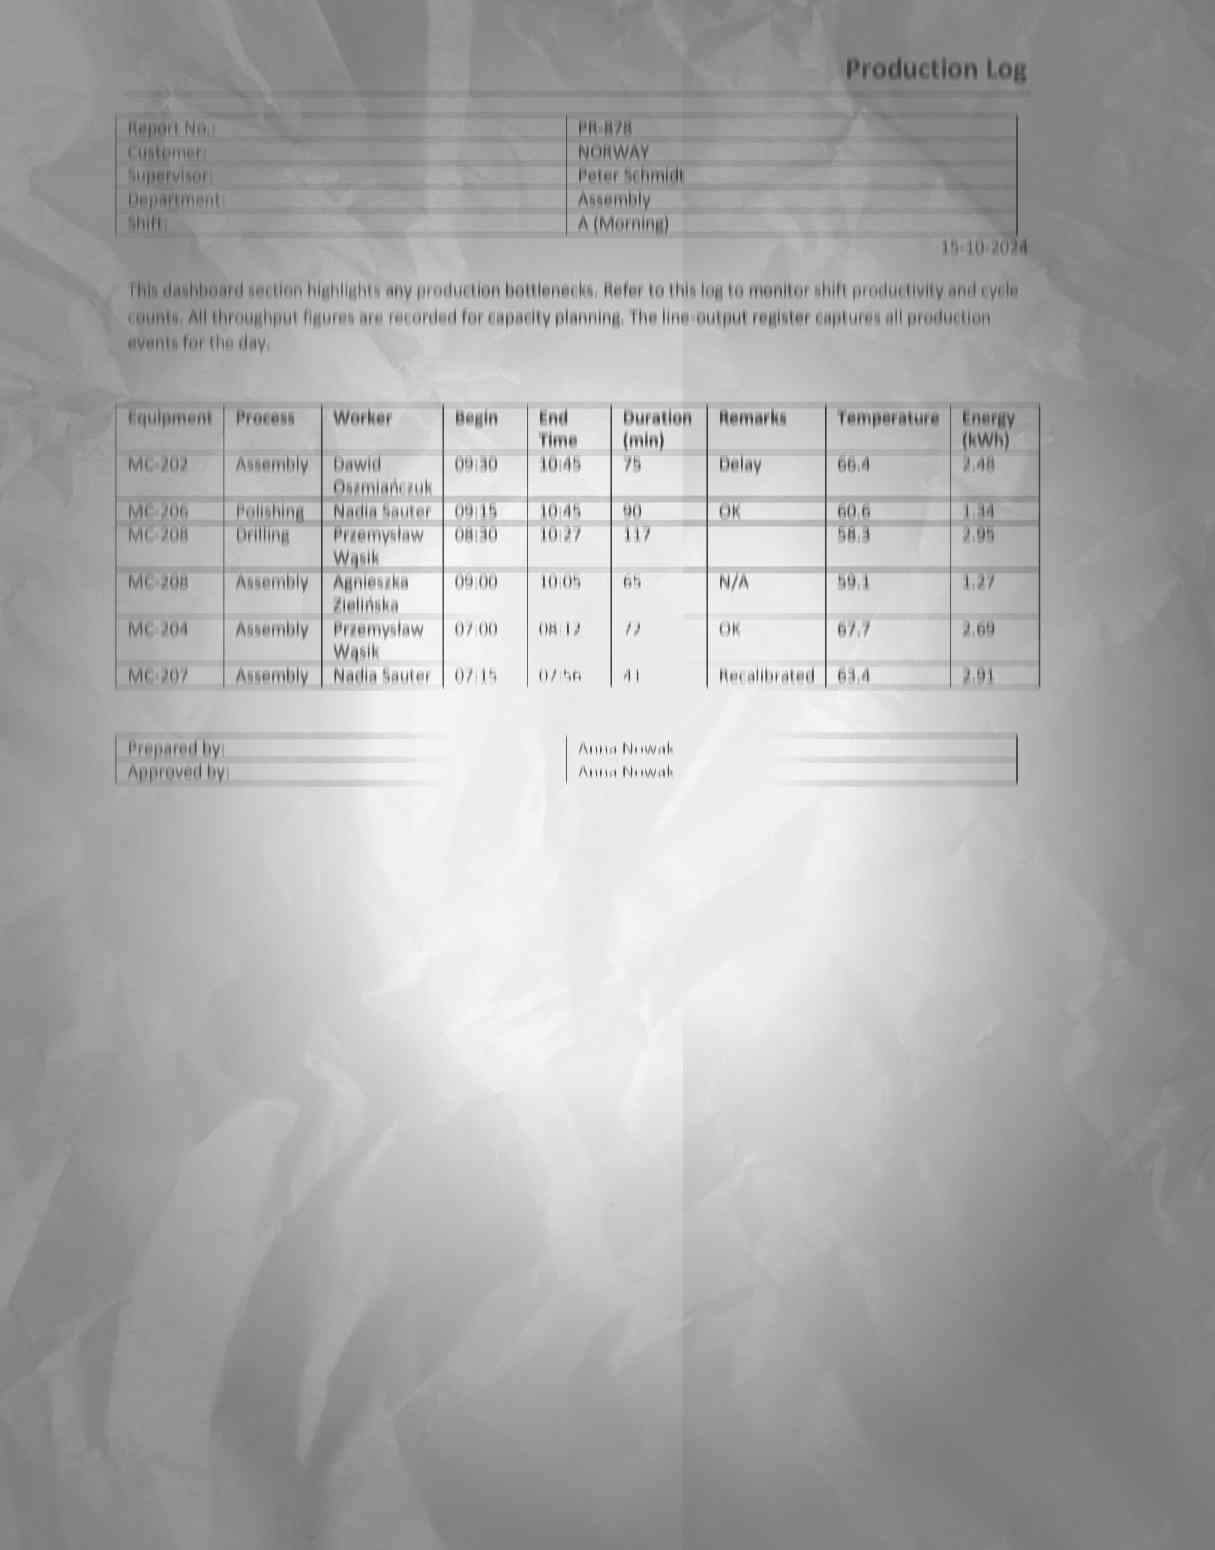 Production Log
Report No.: PR-878
Customer: NORWAY
Supervisor: Peter Schmidt
Department: Assembly
Shift: A (Morning)
15-10-2024
This dashboard section highlights any production bottlenecks. Refer to this log to monitor shift productivity and cycle
counts. All throughput figures are recorded for capacity planning. The line-output register captures all production
events for the day.
Equipment Process Worker Begin End Time Duration (min) Remarks Temperature Energy (kWh)
MC-202 Assembly Dawid Oszmiańczuk 09:30 10:45 75 Delay 66.4 2.48
MC-206 Polishing Nadia Sauter 09:15 10:45 90 OK 60.6 1.34
MC-208 Drilling Przemysław Wąsik 08:30 10:27 117 58.3 2.95
MC-208 Assembly Agnieszka Zielińska 09:00 10:05 65 N/A 59.1 1.27
MC-204 Assembly Przemysław Wąsik 07:00 08:12 72 OK 67.7 2.69
MC-207 Assembly Nadia Sauter 07:15 07:56 41 Recalibrated 63.4 2.91
Prepared by: Anna Nowak
Approved by: Anna Nowak